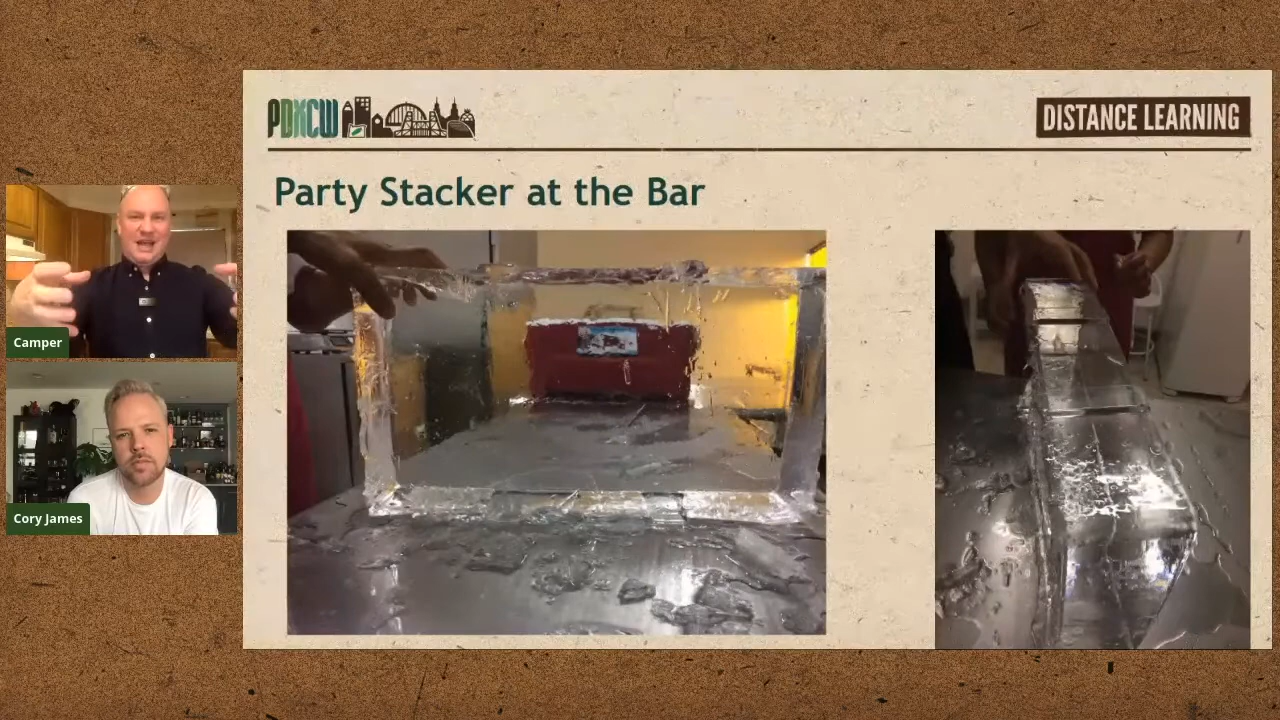 PDXCW
DISTANCE LEARNING
Party Stacker at the Bar
Camper
Cory James